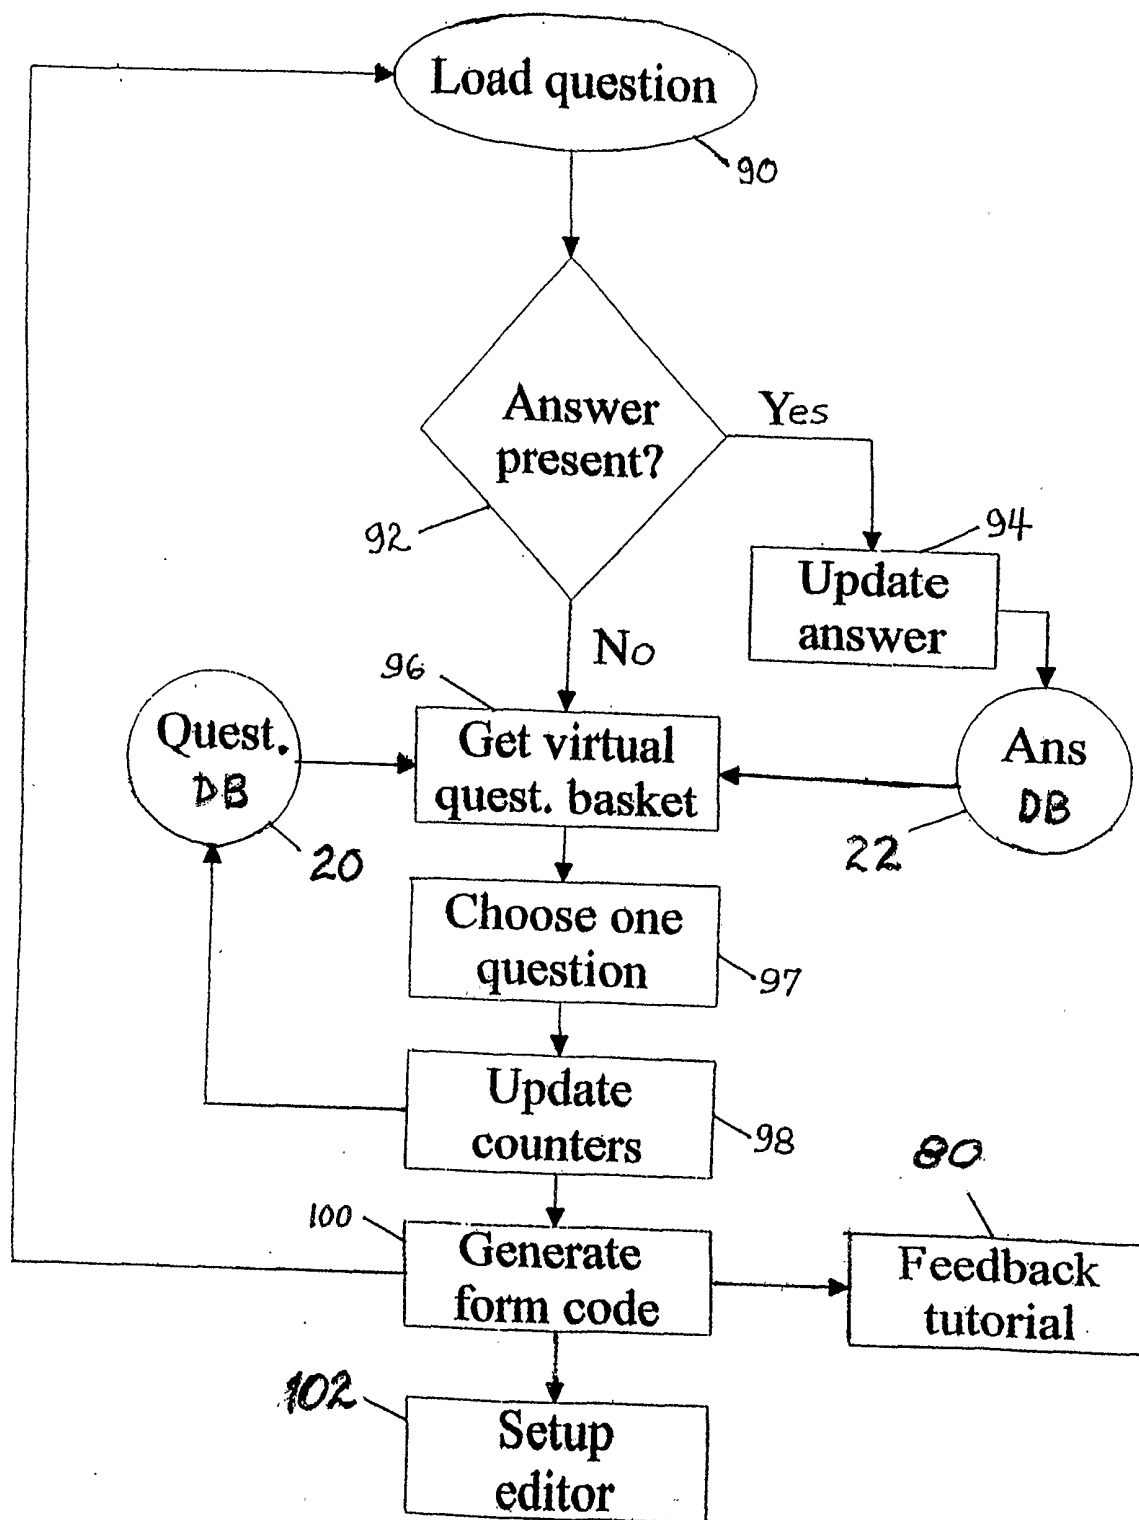 Load question
90
Answer
present?
Yes
92
94
Update
answer
No
96
Quest.
DB
Get virtual
quest. basket
Ans
DB
20
22
Choose one
question
97
Update
counters
98
80
100
Generate
form code
Feedback
tutorial
102
Setup
editor